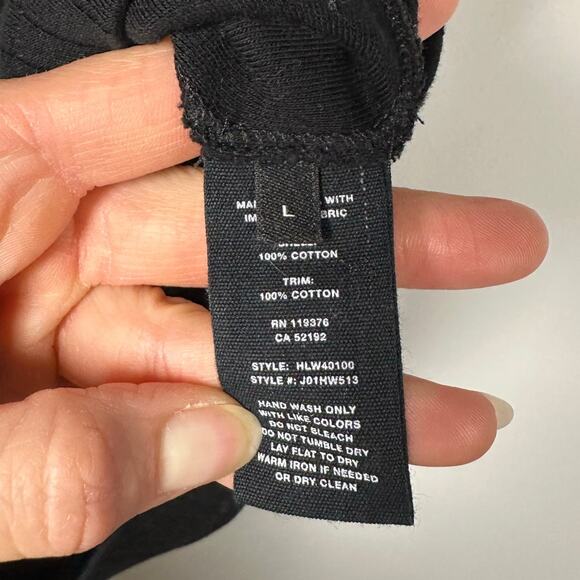 L
WITH
100% COTTON
TRIM:
100% COTTON
RN 119376
CA 52192
STYLE: HLW40100
STYLE #: J01HW513
HAND WASH ONLY
WITH LIKE COLORS
DO NOT BLEACH
DO NOT TUMBLE DRY
LAY FLAT TO DRY
WARM IRON IF NEEDED
OR DRY CLEAN